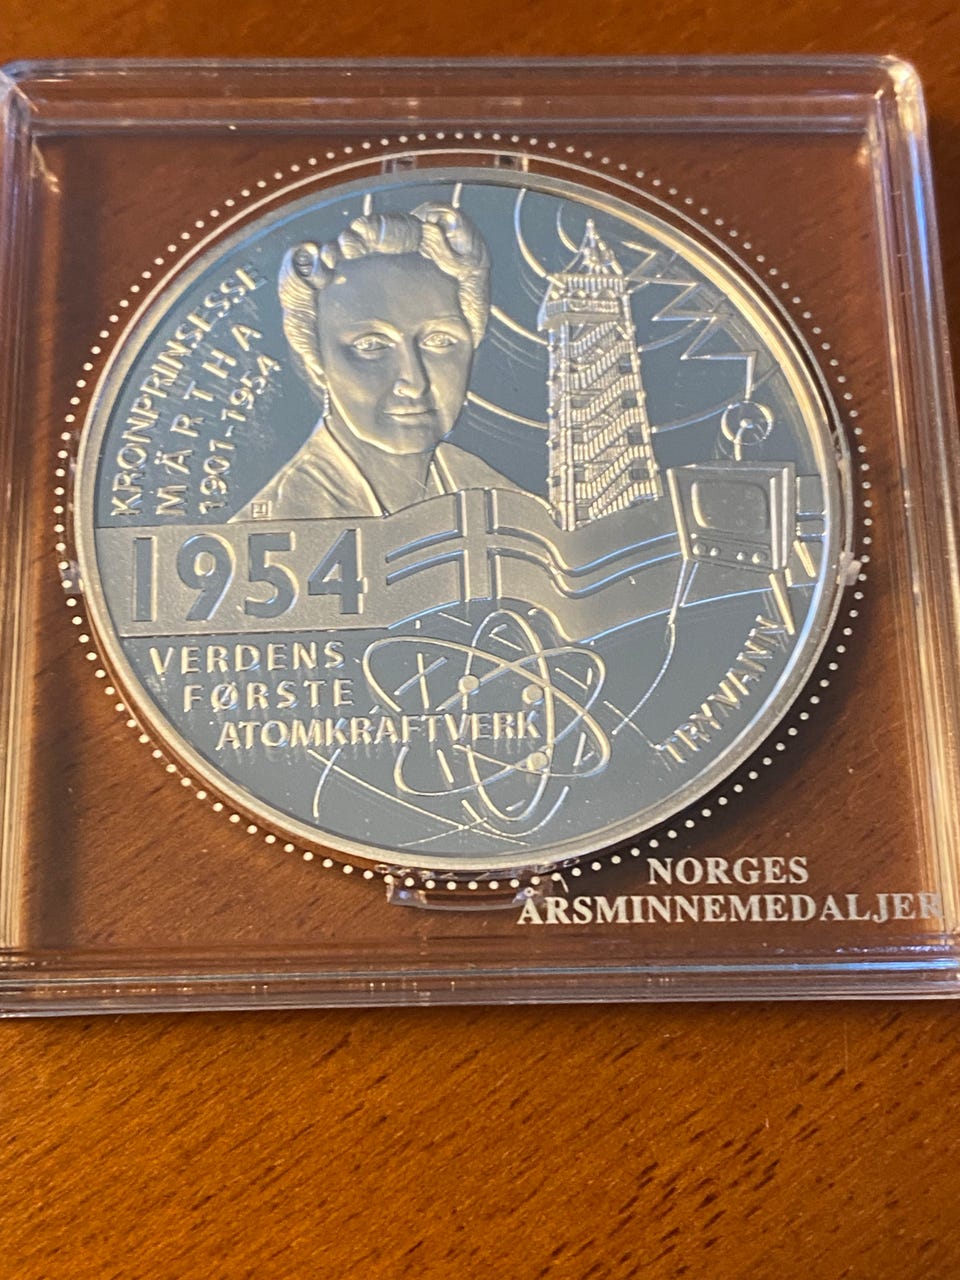 KRONPRINSESSE
MÄRTHA
1901-1954
1954
VERDENS
FØRSTE
ATOMKRAFTVERK
TRYVANN
NORGES
ÅRSMINNEMEDALJER